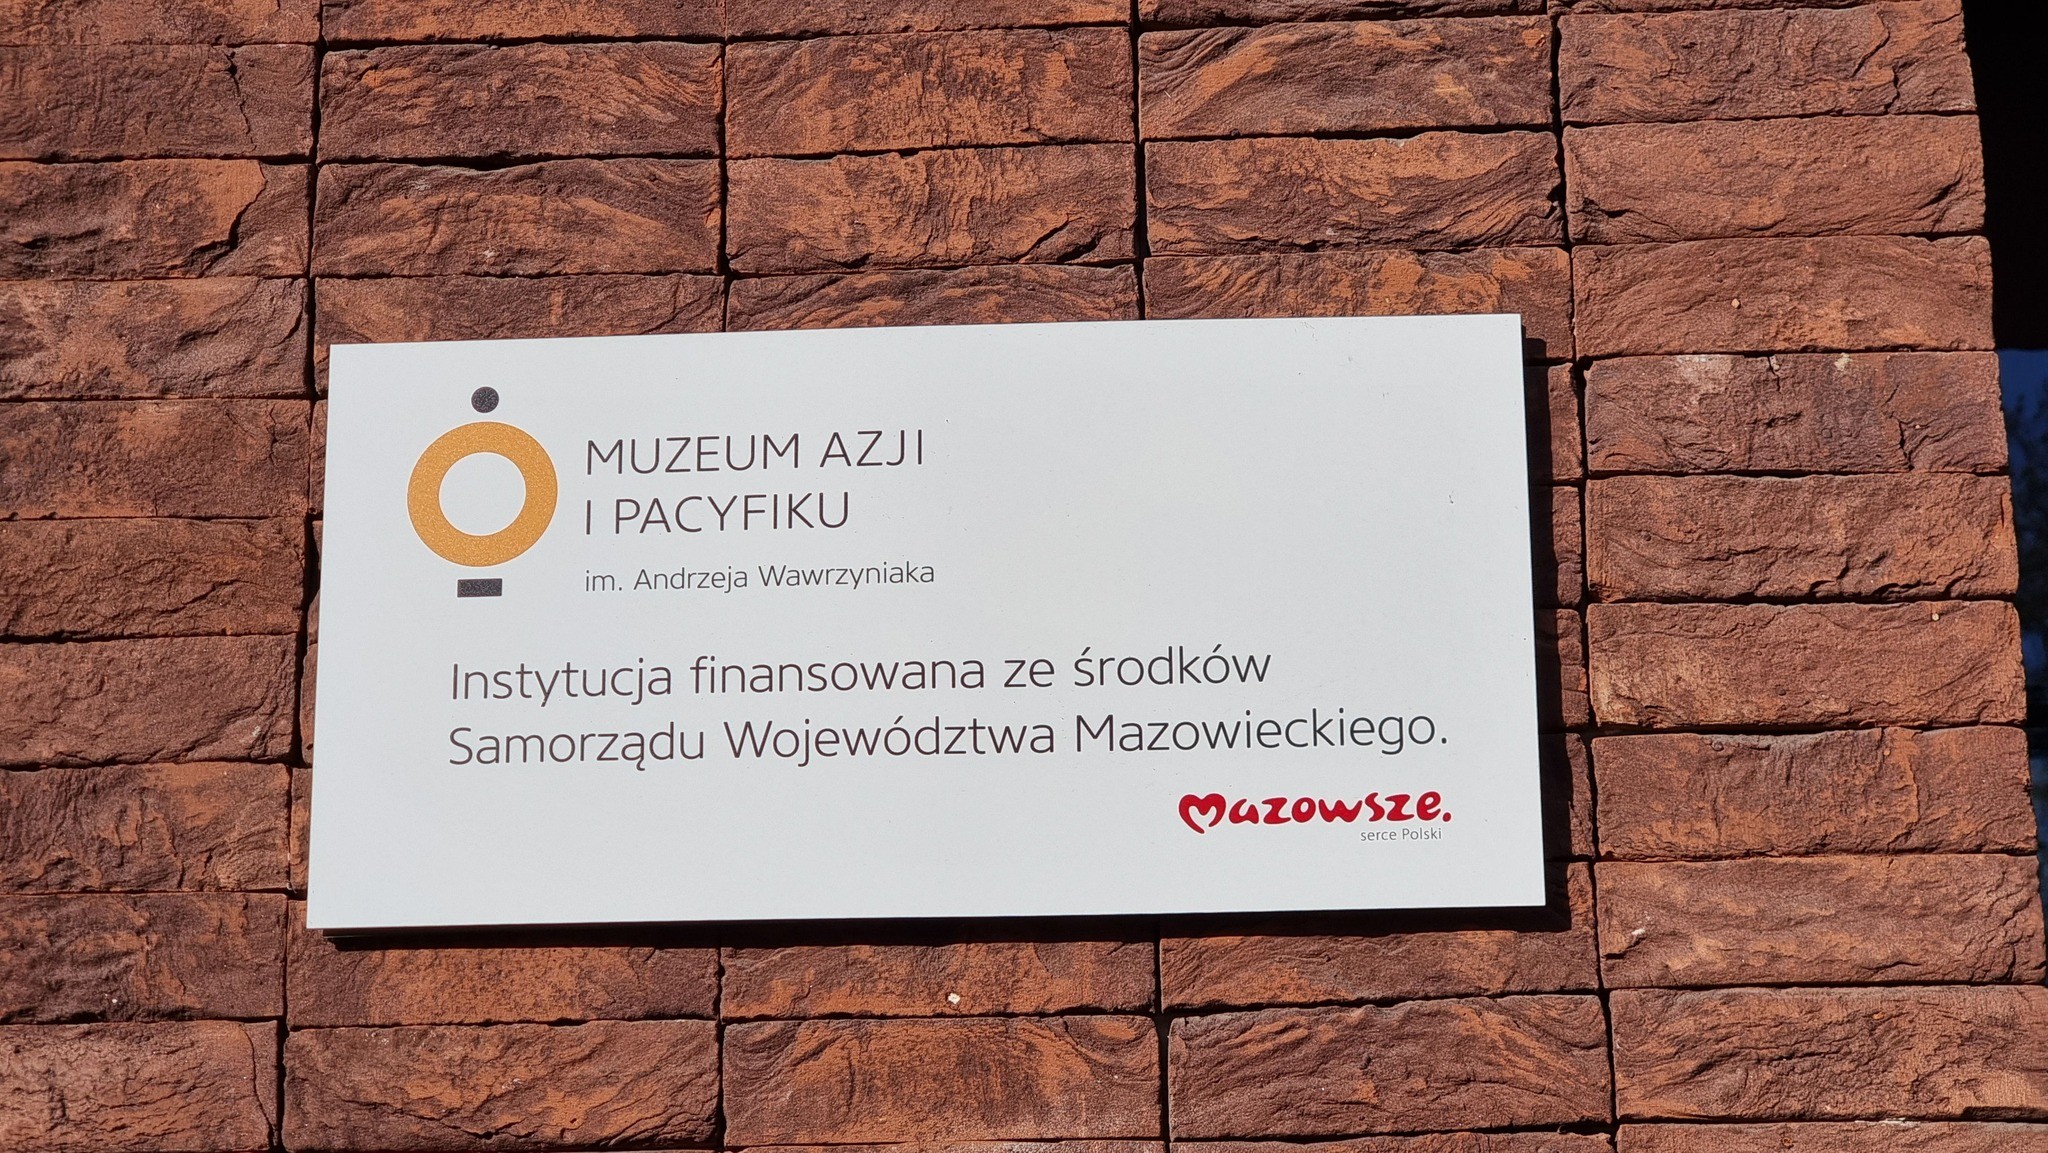 MUZEUM AZJI
I PACYFIKU
im. Andrzeja Wawrzyniaka
Instytucja finansowana ze środków
Samorządu Województwa Mazowieckiego.
Mazowsze.
serce Polski